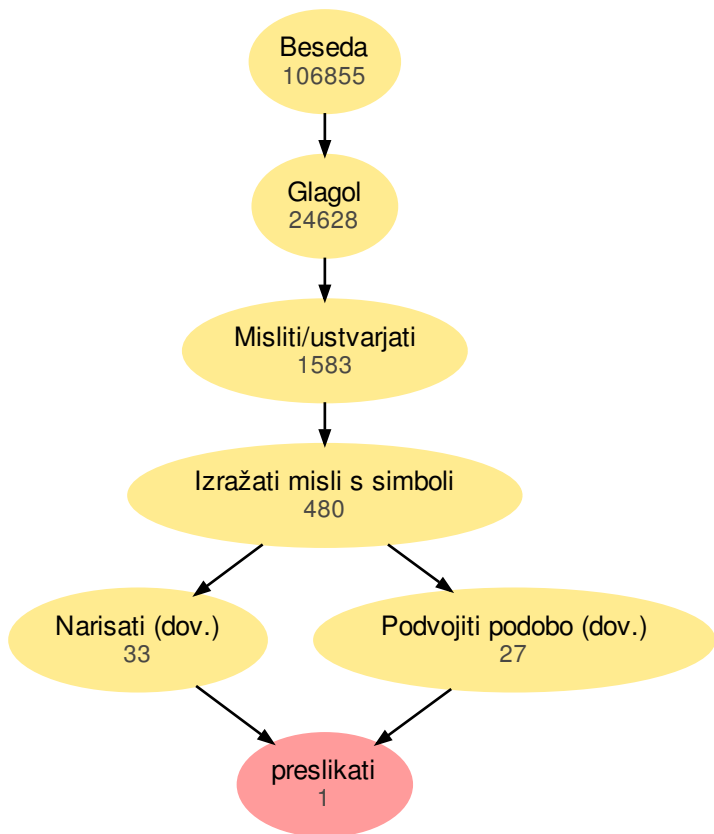 Beseda
106855
Glagol
24628
Misliti/ustvarjati
1583
Izražati misli s simboli
480
Narisati (dov.)
33
Podvojiti podobo (dov.)
27
preslikati
1